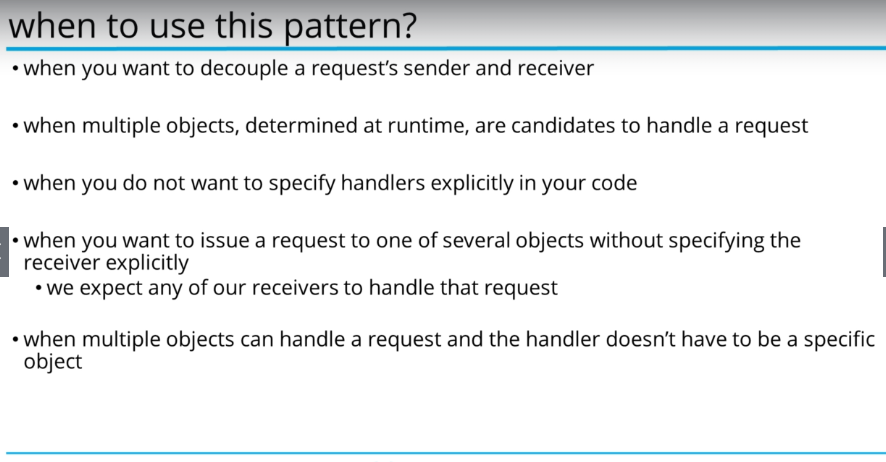 when to use this pattern?
• when you want to decouple a request’s sender and receiver
• when multiple objects, determined at runtime, are candidates to handle a request
• when you do not want to specify handlers explicitly in your code
• when you want to issue a request to one of several objects without specifying the
receiver explicitly
• we expect any of our receivers to handle that request
• when multiple objects can handle a request and the handler doesn’t have to be a specific
object